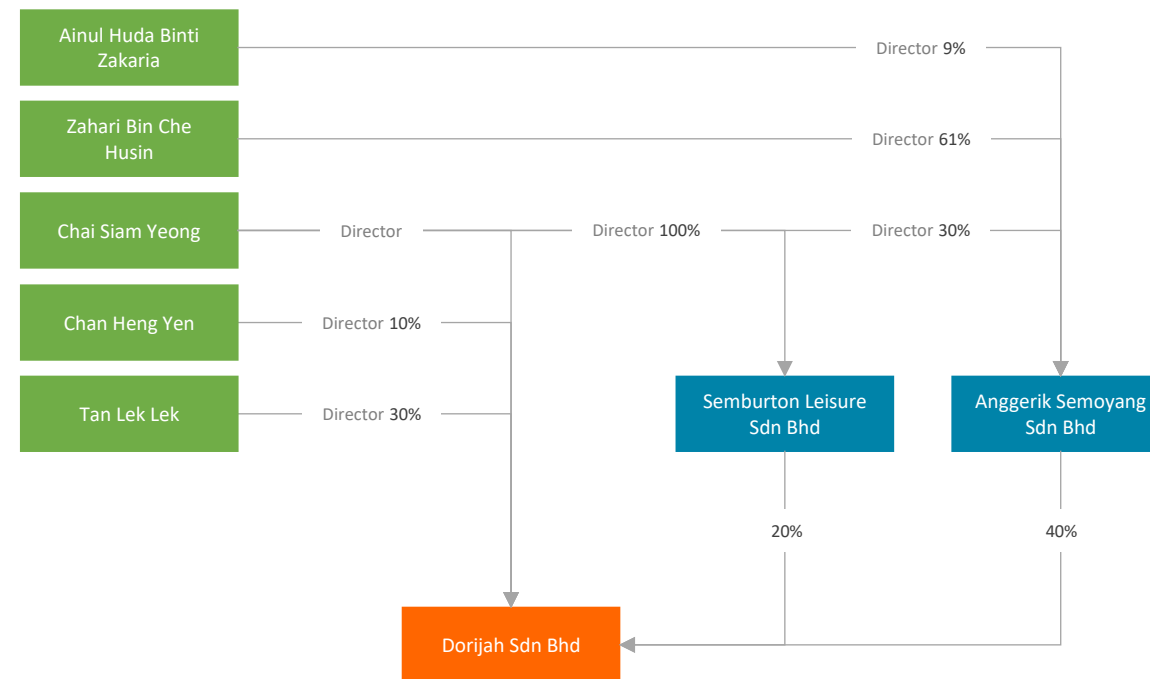 Ainul Huda Binti
Zakaria
Director 9%
Zahari Bin Che
Husin
Director 61%
Chai Siam Yeong
Director
Director 100%
Director 30%
Chan Heng Yen
Director 10%
Tan Lek Lek
Director 30%
Semburton Leisure
Sdn Bhd
Anggerik Semoyang
Sdn Bhd
20%
40%
Dorijah Sdn Bhd